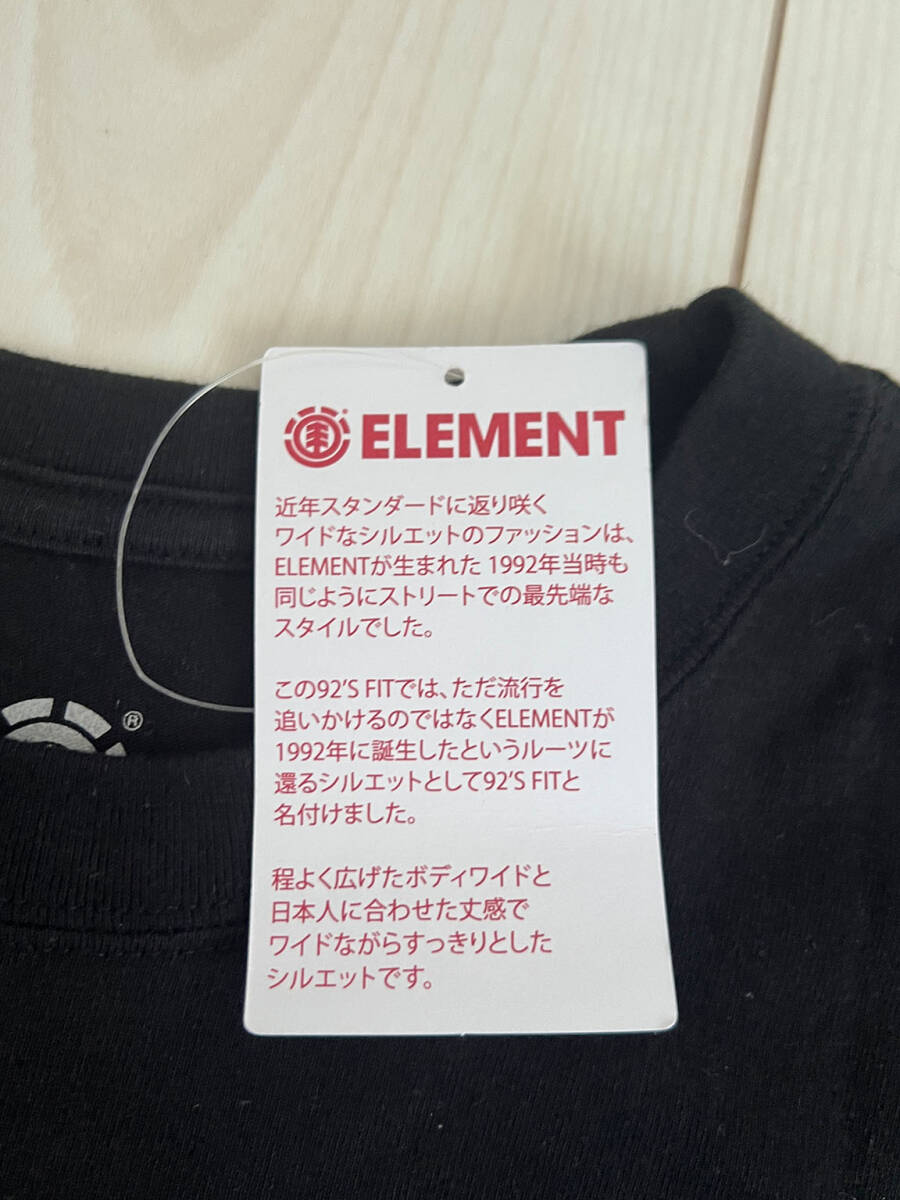 ELEMENT
近年スタンダードに返り咲く
ワイドなシルエットのファッションは、
ELEMENTが生まれた 1992年当時も
同じようにストリートでの最先端な
スタイルでした。
この92'S FITでは、ただ流行を
追いかけるのではなくELEMENTが
1992年に誕生したというルーツに
還るシルエットとして92'S FITと
名付けました。
程よく広げたボディワイドと
日本人に合わせた丈感で
ワイドながらすっきりとした
シルエットです。
®